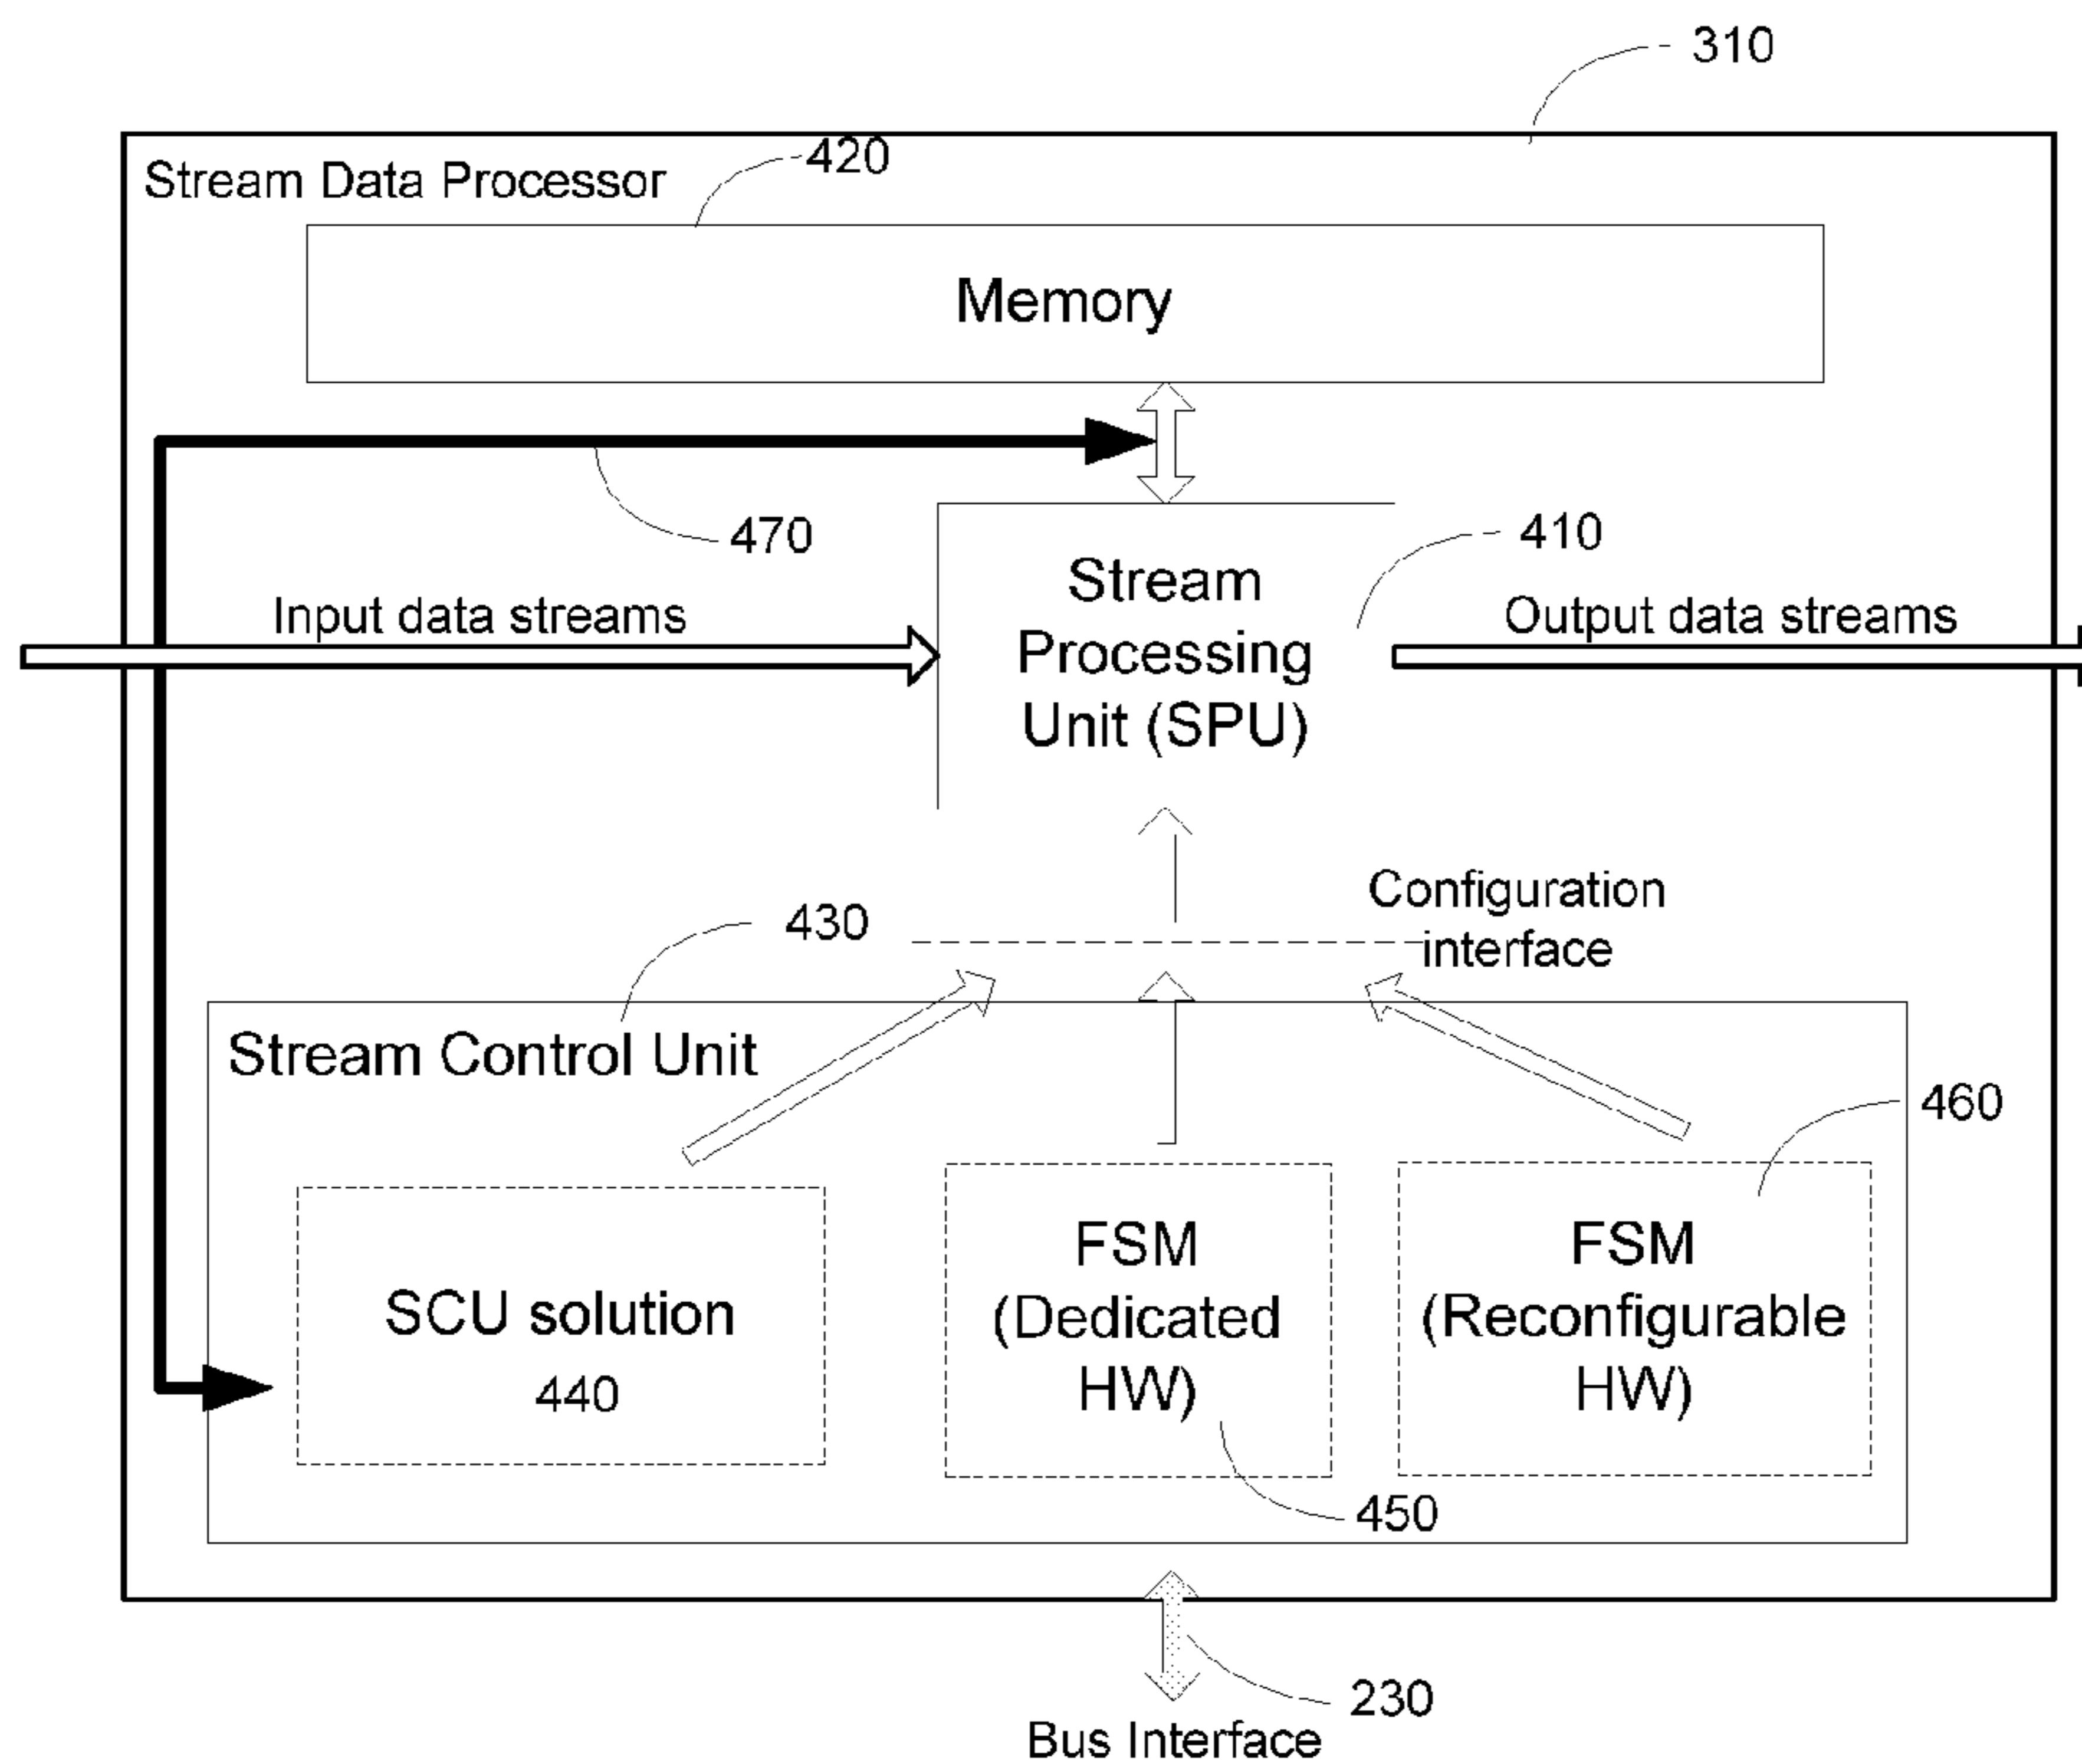 310
Stream Data Processor
420
Memory
470
410
Stream
Processing
Unit (SPU)
Input data streams
Output data streams
Configuration
interface
430
Stream Control Unit
460
SCU solution
440
FSM
(Dedicated
HW)
FSM
(Reconfigurable
HW)
450
230
Bus Interface